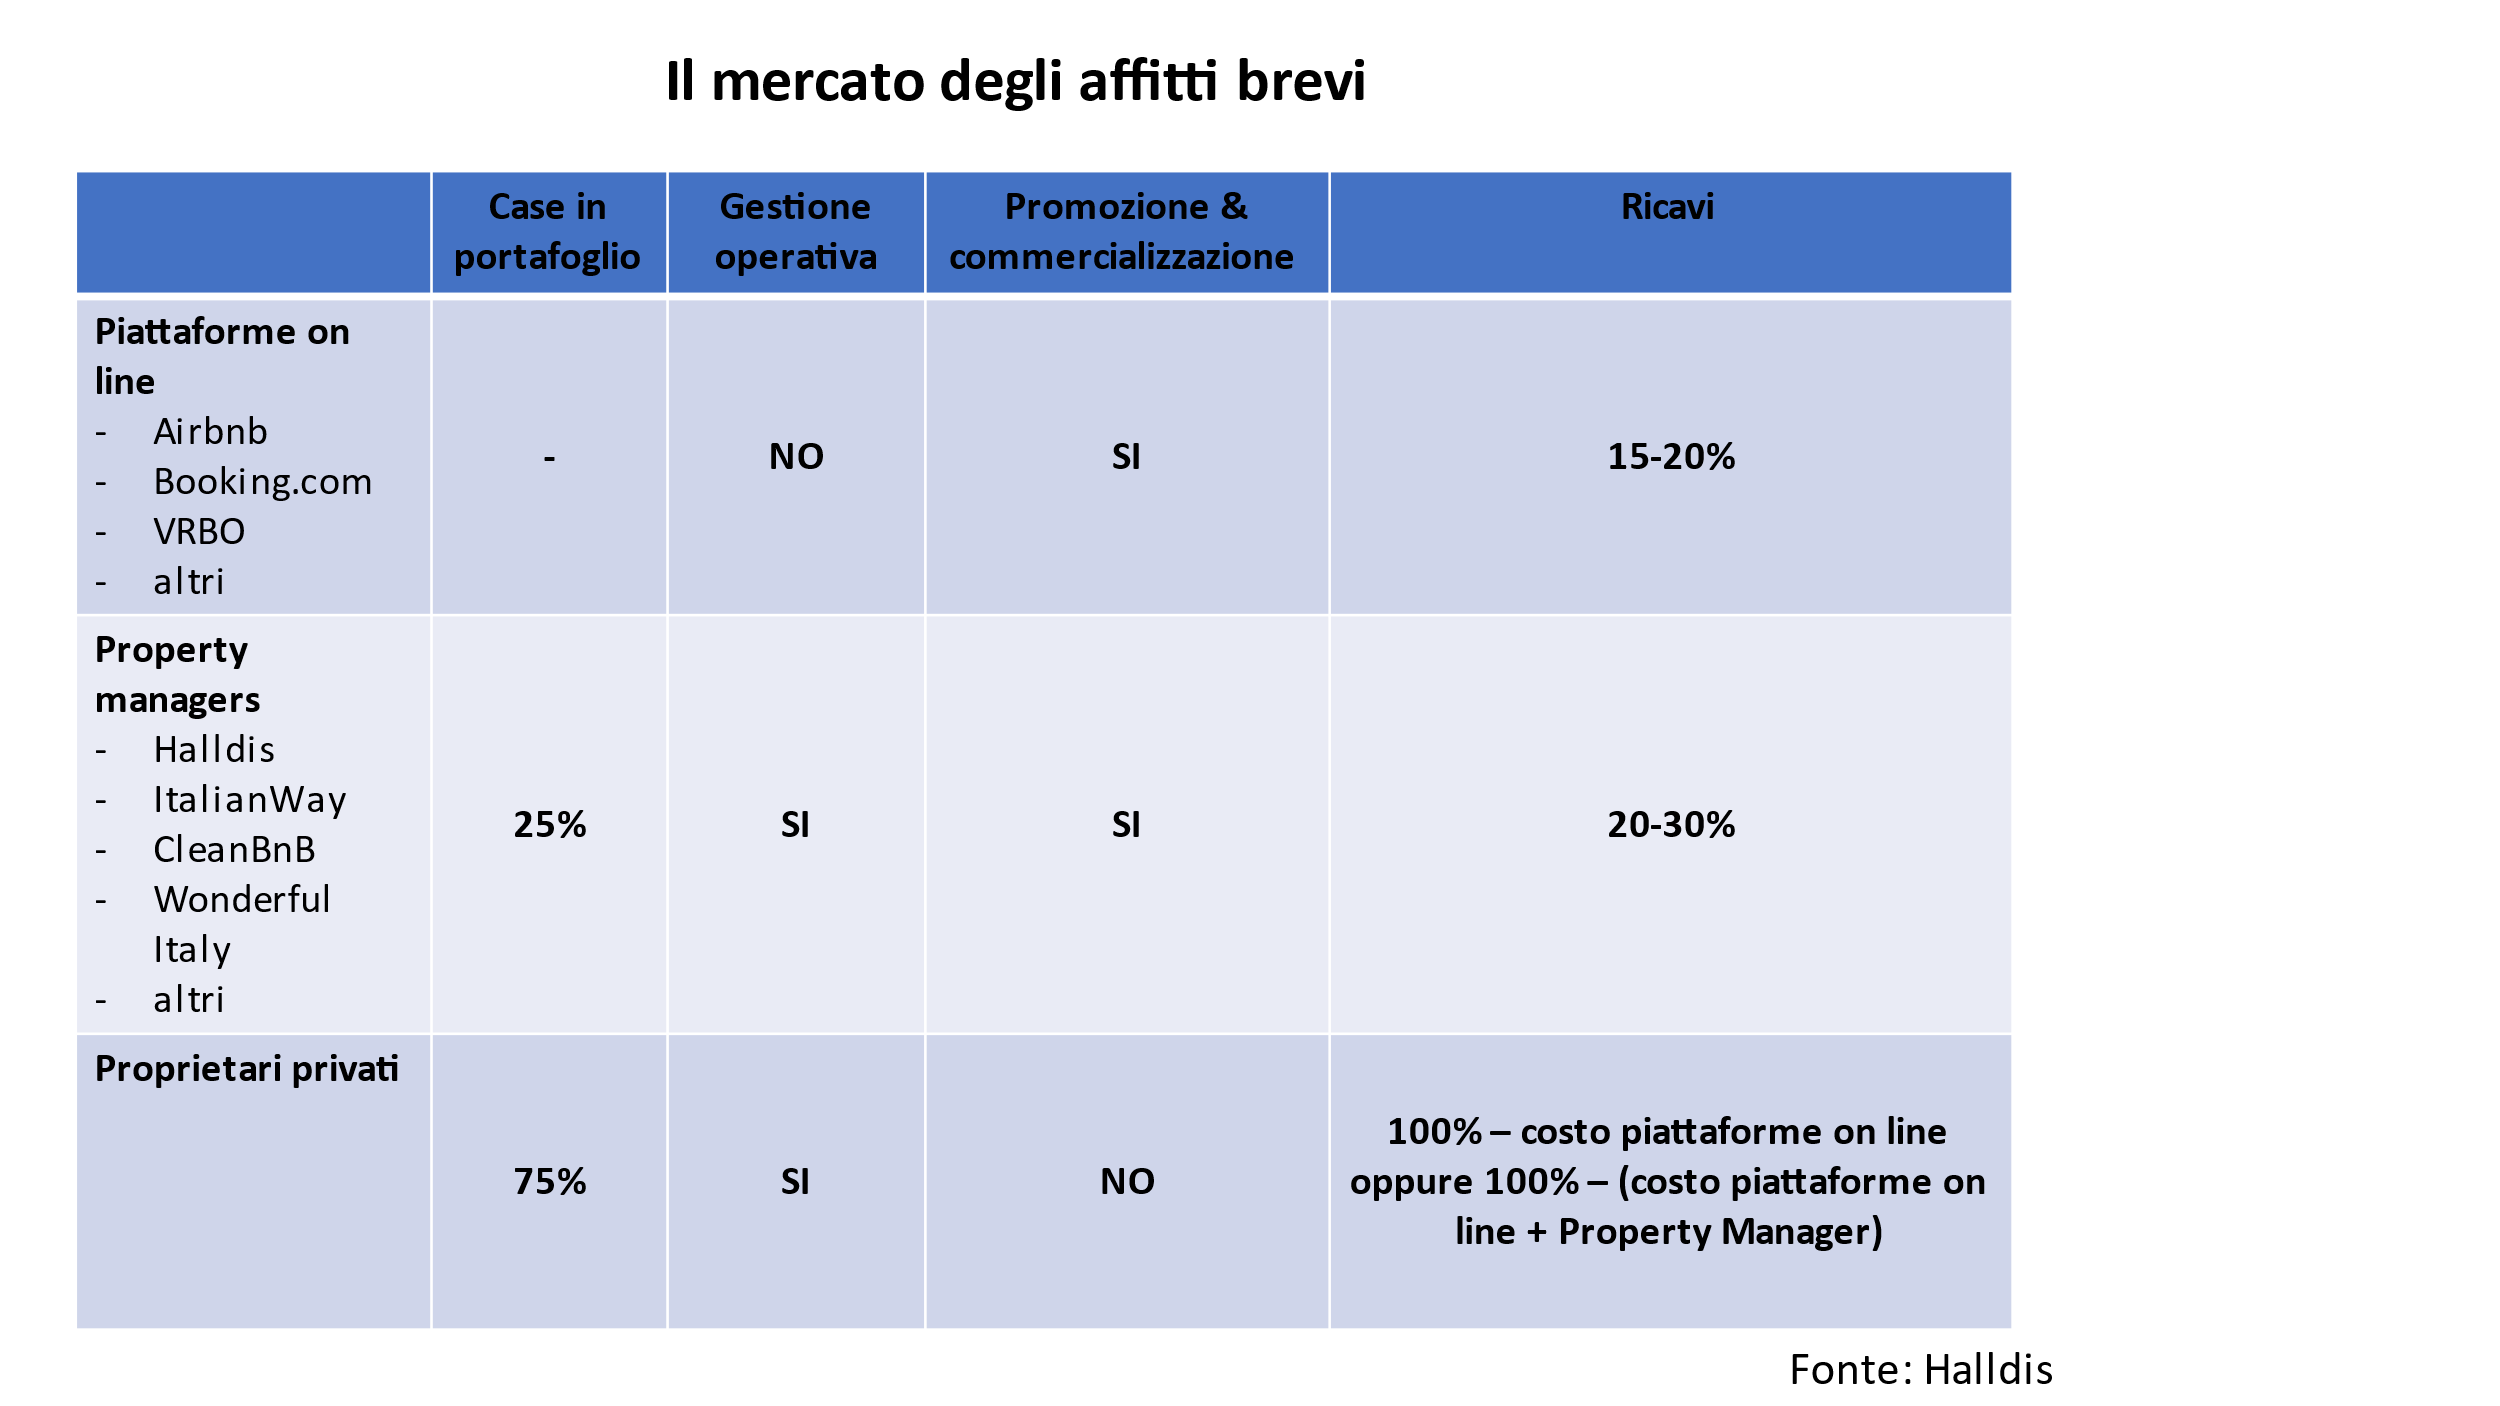 Il mercato degli affitti brevi
Case in
portafoglio
Gestione
operativa
Promozione &
commercializzazione
Ricavi
Piattaforme on
line
- Airbnb
- Booking.com
- VRBO
- altri
-
NO
SI
15-20%
Property
managers
- Halldis
- ItalianWay
- CleanBnB
- Wonderful
Italy
- altri
25%
SI
SI
20-30%
Proprietari privati
75%
SI
NO
100% – costo piattaforme on line
oppure 100% – (costo piattaforme on
line + Property Manager)
Fonte: Halldis